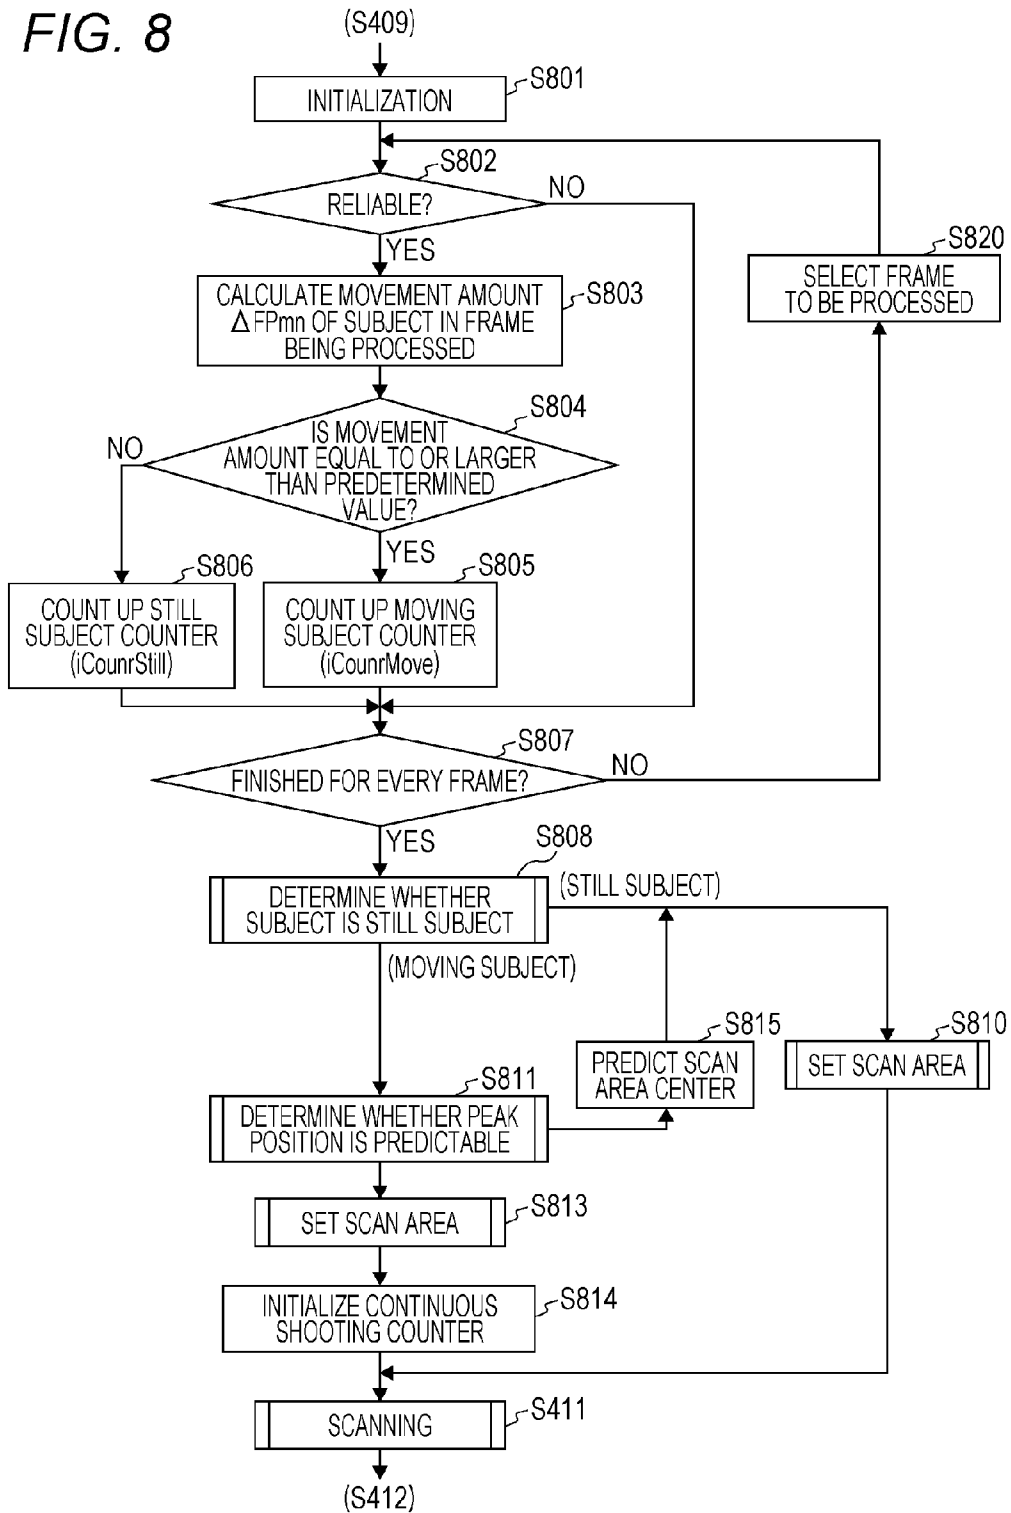 FIG. 8
(S409)
S801
INITIALIZATION
S802
RELIABLE?
NO
YES
S820
SELECT FRAME
TO BE PROCESSED
S803
CALCULATE MOVEMENT AMOUNT
ΔFPmn OF SUBJECT IN FRAME
BEING PROCESSED
S804
IS MOVEMENT
AMOUNT EQUAL TO OR LARGER
THAN PREDETERMINED
VALUE?
NO
YES
S806
COUNT UP STILL
SUBJECT COUNTER
(iCounrStill)
S805
COUNT UP MOVING
SUBJECT COUNTER
(iCounrMove)
S807
FINISHED FOR EVERY FRAME?
NO
YES
S808
DETERMINE WHETHER
SUBJECT IS STILL SUBJECT
(STILL SUBJECT)
(MOVING SUBJECT)
S815
PREDICT SCAN
AREA CENTER
S810
SET SCAN AREA
S811
DETERMINE WHETHER PEAK
POSITION IS PREDICTABLE
S813
SET SCAN AREA
S814
INITIALIZE CONTINUOUS
SHOOTING COUNTER
S411
SCANNING
(S412)